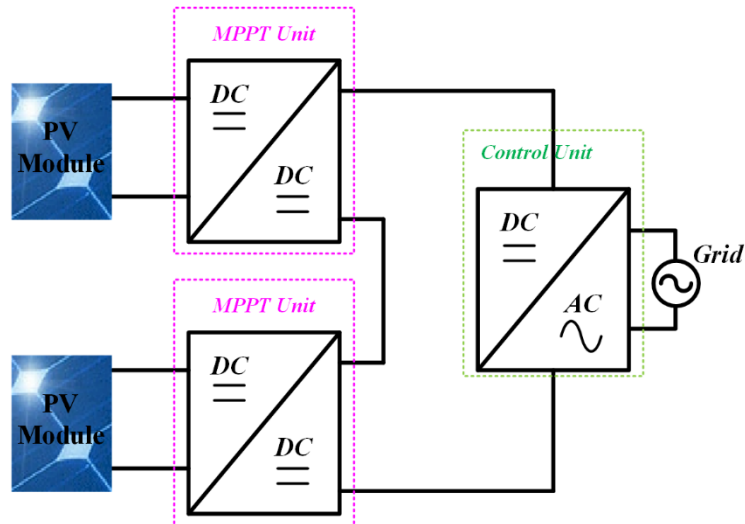 MPPT Unit
DC
PV
Module
DC
Control Unit
DC
Grid
AC
MPPT Unit
DC
PV
Module
DC